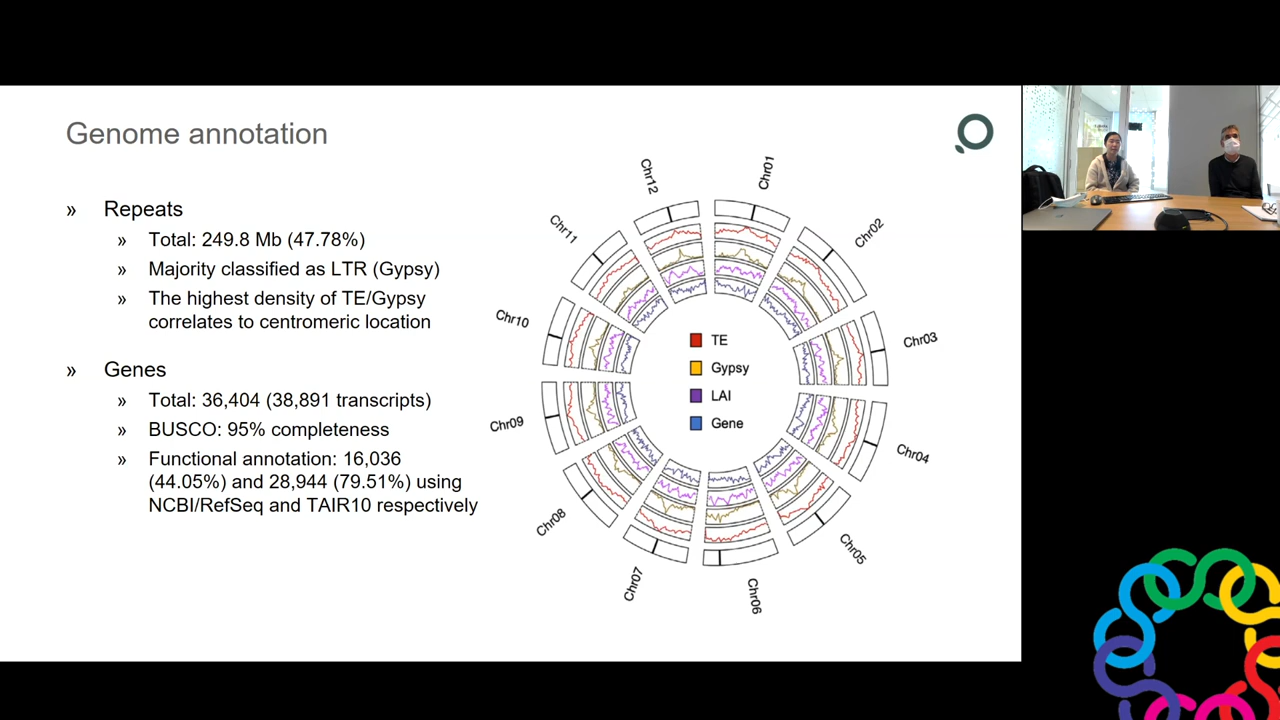 Genome annotation
» Repeats
» Total: 249.8 Mb (47.78%)
» Majority classified as LTR (Gypsy)
» The highest density of TE/Gypsy
correlates to centromeric location
» Genes
» Total: 36,404 (38,891 transcripts)
» BUSCO: 95% completeness
» Functional annotation: 16,036
(44.05%) and 28,944 (79.51%) using
NCBI/RefSeq and TAIR10 respectively
Chr01
Chr02
Chr03
Chr04
Chr05
Chr06
Chr07
Chr08
Chr09
Chr10
Chr11
Chr12
TE
Gypsy
LAI
Gene